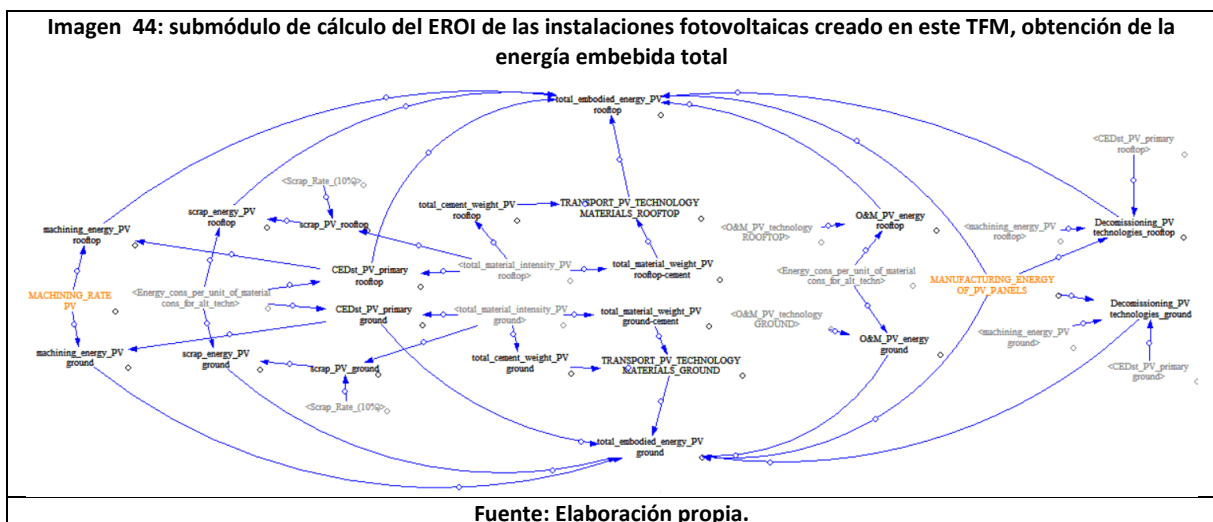 Imagen 44: submódulo de cálculo del EROI de las instalaciones fotovoltaicas creado en este TFM, obtención de la
energía embebida total
total_embodied_energy_PV
rooftop
<CEDst_PV_primary
rooftop>
<Scrap_Rate_(10%)>
scrap_energy_PV
rooftop
scrap_PV_rooftop
total_cement_weight_PV
rooftop
TRANSPORT_PV_TECHNOLOGY
MATERIALS_ROOFTOP
O&M_PV_energy
rooftop
<O&M_PV_technology
ROOFTOP>
<machining_energy_PV
rooftop>
Decomissioning_PV
technologies_rooftop
machining_energy_PV
rooftop
CEDst_PV_primary
rooftop
<total_material_intensity_PV
rooftop>
total_material_weight_PV
rooftop-cement
<Energy_cons_per_unit_of_material
cons_for_alt_techn>
MANUFACTURING_ENERGY
OF_PV_PANELS
MACHINING_RATE
PV
<Energy_cons_per_unit_of_material
cons_for_alt_techn>
CEDst_PV_primary
ground
<total_material_intensity_PV
ground>
total_material_weight_PV
ground-cement
<O&M_PV_technology
GROUND>
O&M_PV_energy
ground
<machining_energy_PV
ground>
Decomissioning_PV
technologies_ground
machining_energy_PV
ground
scrap_energy_PV
ground
scrap_PV_ground
total_cement_weight_PV
ground
TRANSPORT_PV_TECHNOLOGY
MATERIALS_GROUND
<CEDst_PV_primary
ground>
<Scrap_Rate_(10%)>
total_embodied_energy_PV
ground
Fuente: Elaboración propia.